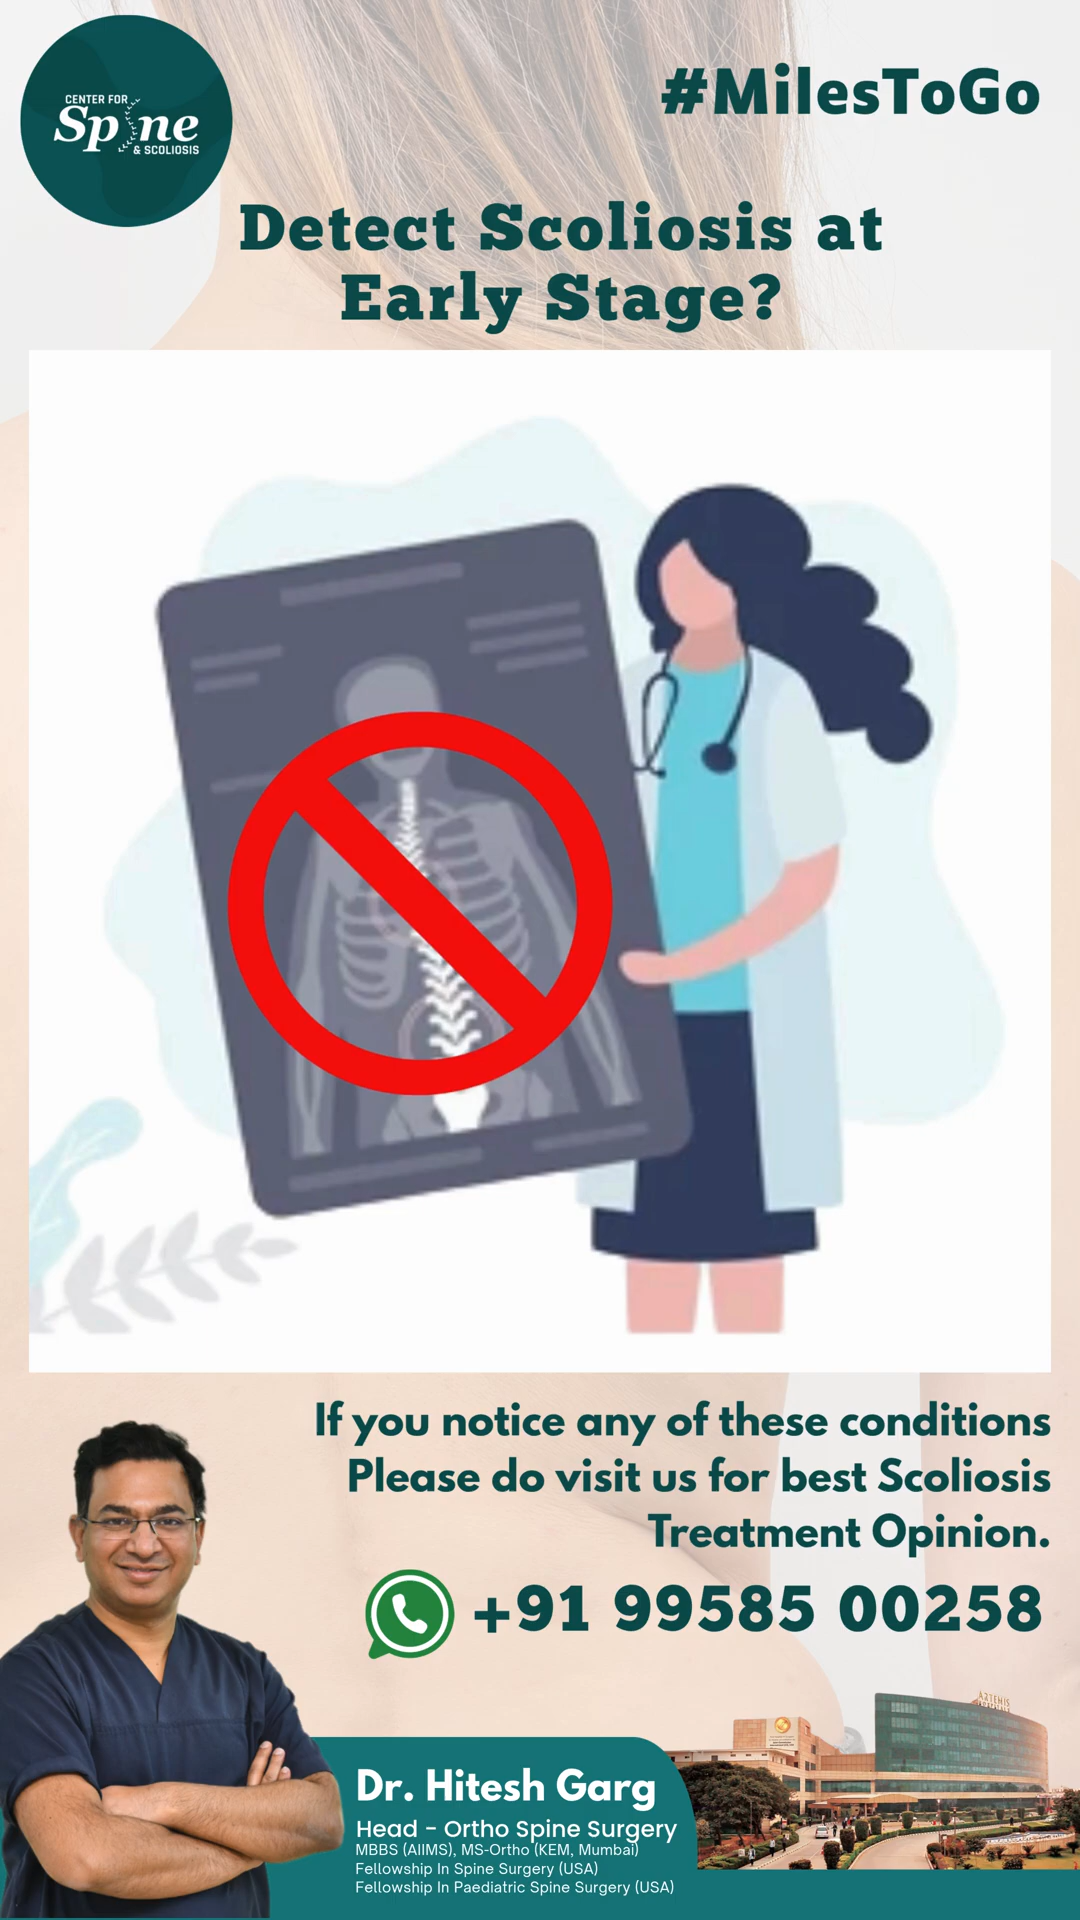 CENTER FOR
Spine
& SCOLIOSIS
#MilesToGo
Detect Scoliosis at
Early Stage?
If you notice any of these conditions
Please do visit us for best Scoliosis
Treatment Opinion.
+91 99585 00258
ARTEMIS
Dr. Hitesh Garg
Head - Ortho Spine Surgery
MBBS (AIIMS), MS-Ortho (KEM, Mumbai)
Fellowship In Spine Surgery (USA)
Fellowship In Paediatric Spine Surgery (USA)